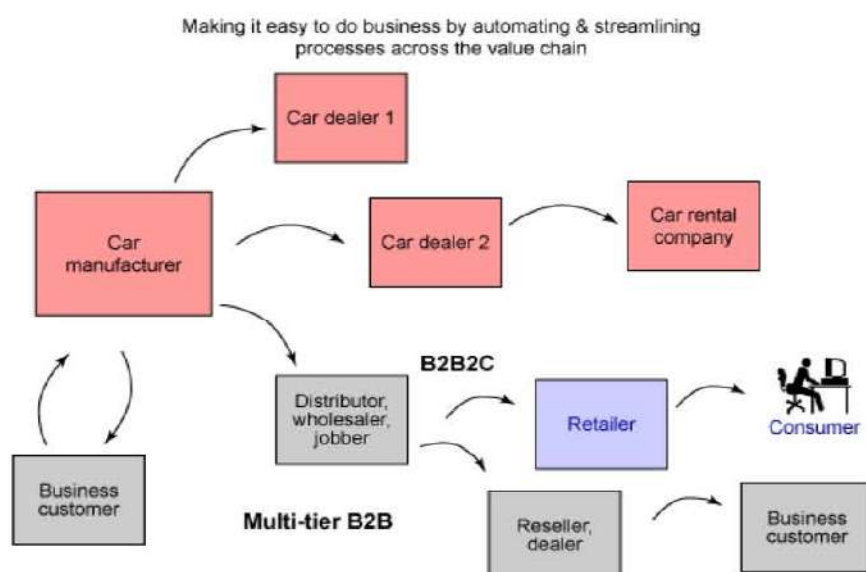 Making it easy to do business by automating & streamlining
processes across the value chain
Car dealer 1
Car
manufacturer
Car dealer 2
Car rental
company
B2B2C
Distributor,
wholesaler,
jobber
Retailer
Consumer
Business
customer
Multi-tier B2B
Reseller,
dealer
Business
customer